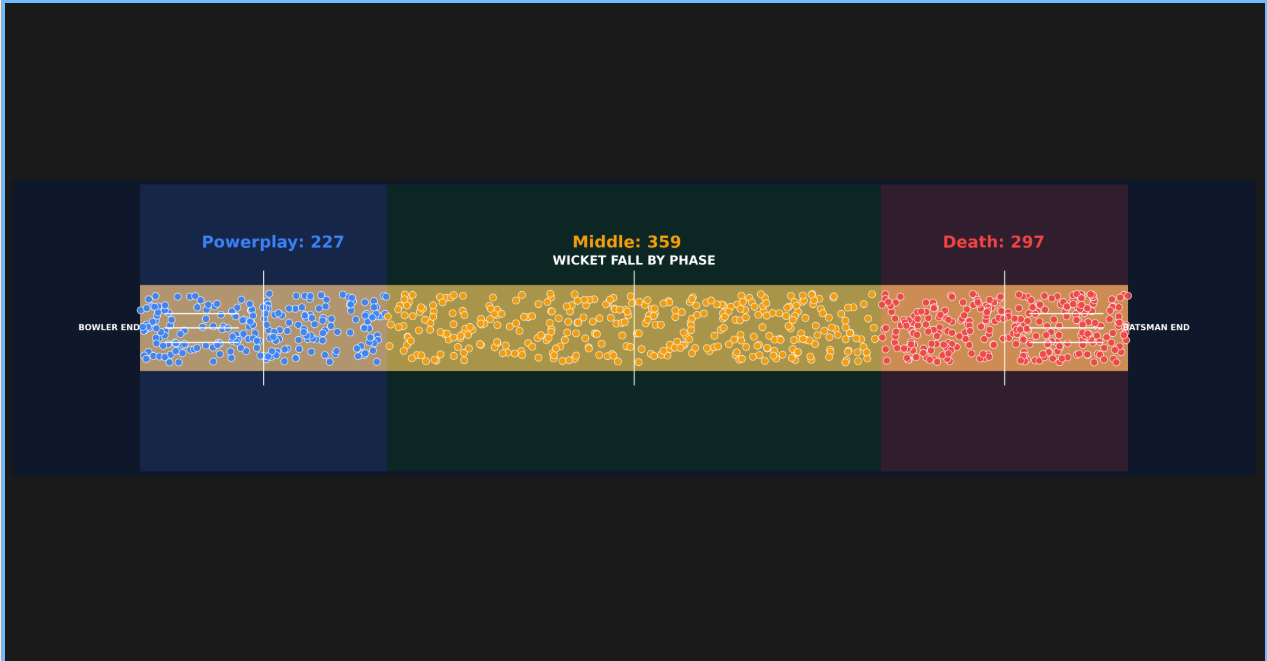 Powerplay: 227
Middle: 359
Death: 297
WICKET FALL BY PHASE
BOWLER END
BATSMAN END